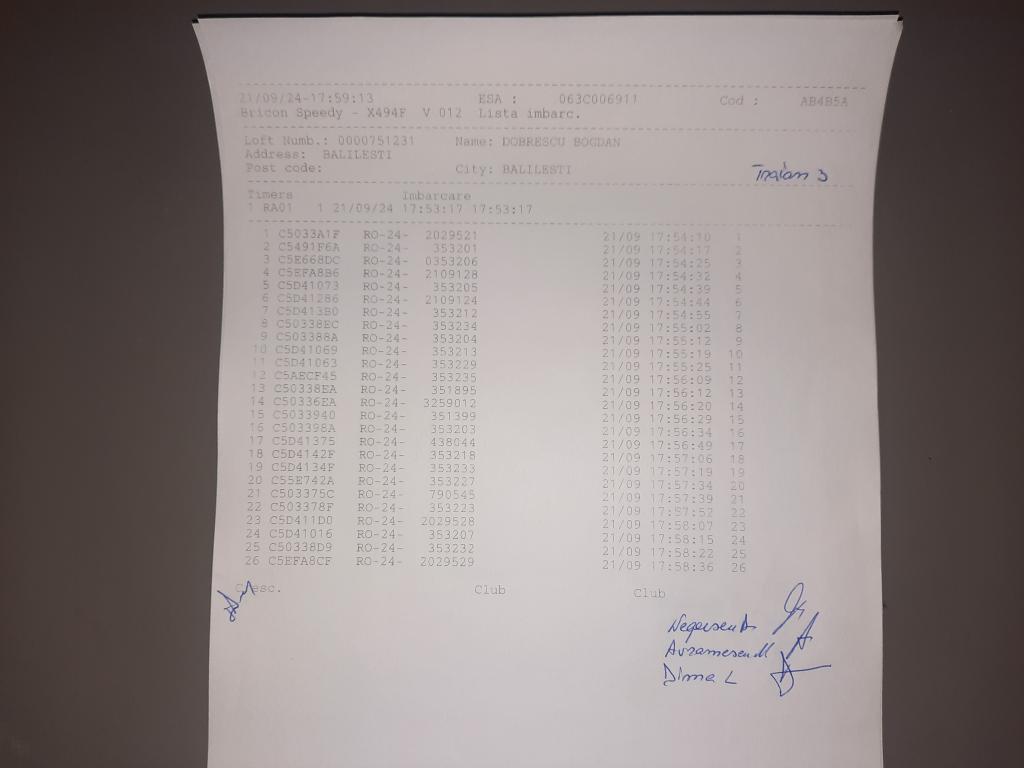 21/09/24-17:59:13 ESA : 063C006911 Cod : AB4B5A
Bricon Speedy - X494F V 012 Lista imbarc.
Loft Numb.: 0000751231 Name: DOBRESCU BOGDAN
Address: BALILESTI
Post code: City: BALILESTI
Traian 3
Timers Imbarcare
1 RA01 1 21/09/24 17:53:17 17:53:17
1 C5033A1F RO-24- 2029521 21/09 17:54:10 1
2 C5491F6A RO-24- 353201 21/09 17:54:17 2
3 C5E668DC RO-24- 0353206 21/09 17:54:25 3
4 C5EFA8B6 RO-24- 2109128 21/09 17:54:32 4
5 C5D41073 RO-24- 353205 21/09 17:54:39 5
6 C5D41286 RO-24- 2109124 21/09 17:54:44 6
7 C5D413B0 RO-24- 353212 21/09 17:54:55 7
8 C50338EC RO-24- 353234 21/09 17:55:02 8
9 C503388A RO-24- 353204 21/09 17:55:12 9
10 C5D41069 RO-24- 353213 21/09 17:55:19 10
11 C5D41063 RO-24- 353229 21/09 17:55:25 11
12 C5AECF45 RO-24- 353235 21/09 17:56:09 12
13 C50338EA RO-24- 351895 21/09 17:56:12 13
14 C50336EA RO-24- 3259012 21/09 17:56:20 14
15 C5033940 RO-24- 351399 21/09 17:56:29 15
16 C503398A RO-24- 353203 21/09 17:56:34 16
17 C5D41375 RO-24- 438044 21/09 17:56:49 17
18 C5D4142F RO-24- 353218 21/09 17:57:06 18
19 C5D4134F RO-24- 353233 21/09 17:57:19 19
20 C55E742A RO-24- 353227 21/09 17:57:34 20
21 C503375C RO-24- 790545 21/09 17:57:39 21
22 C503378F RO-24- 353223 21/09 17:57:52 22
23 C5D411D0 RO-24- 2029528 21/09 17:58:07 23
24 C5D41016 RO-24- 353207 21/09 17:58:15 24
25 C50338D9 RO-24- 353232 21/09 17:58:22 25
26 C5EFA8CF RO-24- 2029529 21/09 17:58:36 26
Cresc. Club Club
Dima L